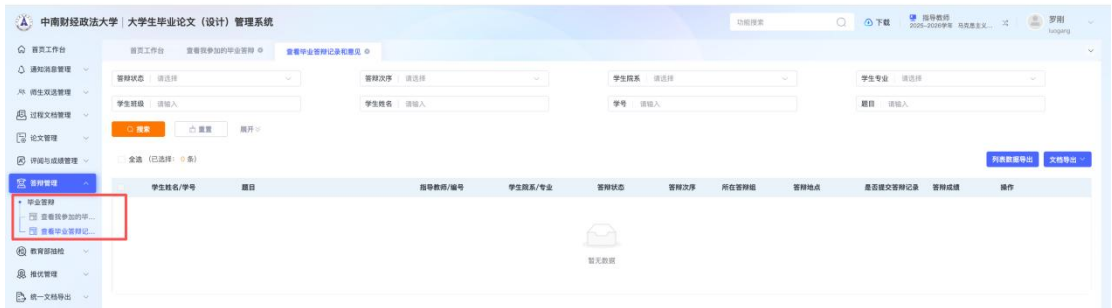 中南财经政法大学 | 大学生毕业论文（设计）管理系统
功能搜索
下载
指导教师
2025-2026学年 马克思主义...
罗刚
luogang
首页工作台
首页工作台 查看我参加的毕业答辩 查看毕业答辩记录和意见
通知消息管理
师生双选管理
过程文档管理
论文管理
评阅与成绩管理
答辩管理
毕业答辩
查看我参加的毕...
查看毕业答辩记...
教育部抽检
推优管理
统一文档导出
答辩状态 请选择 答辩次序 请选择 学生院系 请选择 学生专业 请选择
学生班级 请输入 学生姓名 请输入 学号 请输入 题目 请输入
搜索 重置 展开
全选 （已选择：0 条） 列表数据导出 文档导出
学生姓名/学号 题目 指导教师/编号 学生院系/专业 答辩状态 答辩次序 所在答辩组 答辩地点 是否提交答辩记录 答辩成绩 操作
暂无数据